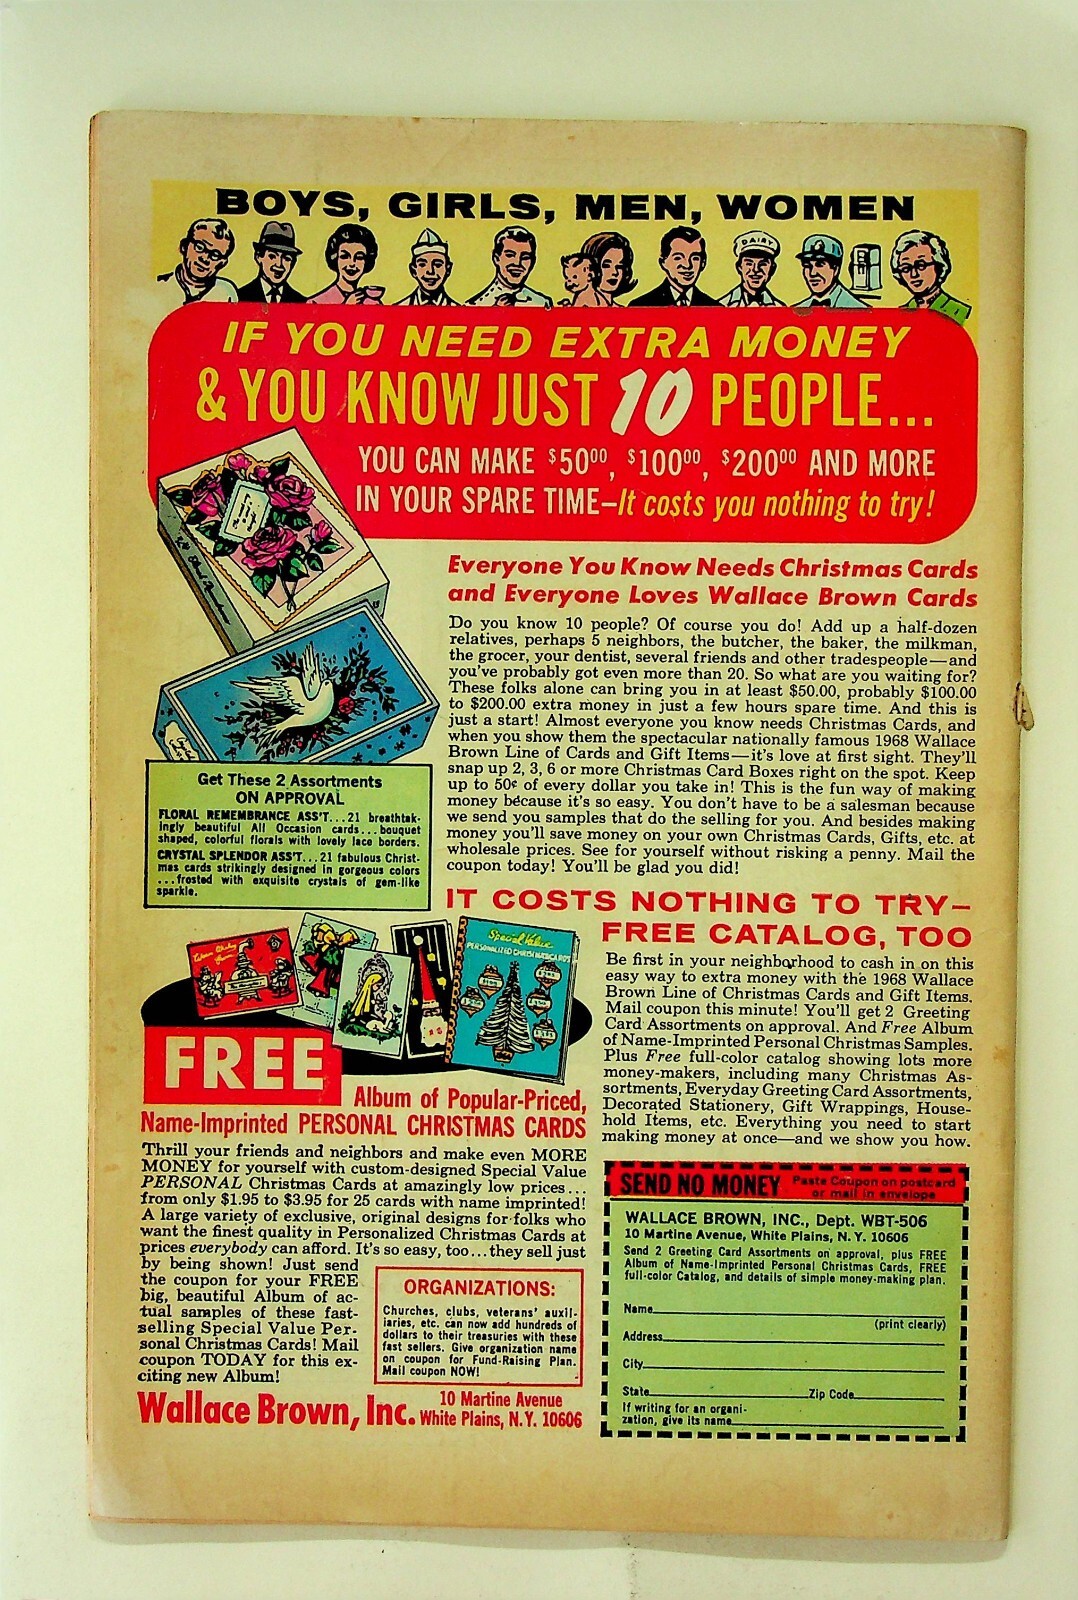 BOYS, GIRLS, MEN, WOMEN
DAIRY
IF YOU NEED EXTRA MONEY
& YOU KNOW JUST 10 PEOPLE...
YOU CAN MAKE $50⁰⁰, $100⁰⁰, $200⁰⁰ AND MORE
IN YOUR SPARE TIME—It costs you nothing to try!
Everyone You Know Needs Christmas Cards
and Everyone Loves Wallace Brown Cards
Do you know 10 people? Of course you do! Add up a half-dozen
relatives, perhaps 5 neighbors, the butcher, the baker, the milkman,
the grocer, your dentist, several friends and other tradespeople—and
you've probably got even more than 20. So what are you waiting for?
These folks alone can bring you in at least $50.00, probably $100.00
to $200.00 extra money in just a few hours spare time. And this is
just a start! Almost everyone you know needs Christmas Cards, and
when you show them the spectacular nationally famous 1968 Wallace
Brown Line of Cards and Gift Items—it's love at first sight. They'll
snap up 2, 3, 6 or more Christmas Card Boxes right on the spot. Keep
up to 50¢ of every dollar you take in! This is the fun way of making
money because it's so easy. You don't have to be a salesman because
we send you samples that do the selling for you. And besides making
money you'll save money on your own Christmas Cards, Gifts, etc. at
wholesale prices. See for yourself without risking a penny. Mail the
coupon today! You'll be glad you did!
Get These 2 Assortments
ON APPROVAL
FLORAL REMEMBRANCE ASS'T...21 breathtak-
ingly beautiful All Occasion cards...bouquet
shaped, colorful florals with lovely lace borders.
CRYSTAL SPLENDOR ASS'T...21 fabulous Christ-
mas cards strikingly designed in gorgeous colors
...frosted with exquisite crystals of gem-like
sparkle.
IT COSTS NOTHING TO TRY—
FREE CATALOG, TOO
Be first in your neighborhood to cash in on this
easy way to extra money with the 1968 Wallace
Brown Line of Christmas Cards and Gift Items.
Mail coupon this minute! You'll get 2 Greeting
Card Assortments on approval. And Free Album
of Name-Imprinted Personal Christmas Samples.
Plus Free full-color catalog showing lots more
money-makers, including many Christmas As-
sortments, Everyday Greeting Card Assortments,
Decorated Stationery, Gift Wrappings, House-
hold Items, etc. Everything you need to start
making money at once—and we show you how.
Special Value
PERSONALIZED CHRISTMAS CARDS
FREE
Album of Popular-Priced,
Name-Imprinted PERSONAL CHRISTMAS CARDS
Thrill your friends and neighbors and make even MORE
MONEY for yourself with custom-designed Special Value
PERSONAL Christmas Cards at amazingly low prices...
from only $1.95 to $3.95 for 25 cards with name imprinted!
A large variety of exclusive, original designs for folks who
want the finest quality in Personalized Christmas Cards at
prices everybody can afford. It's so easy, too...they sell just
by being shown! Just send
the coupon for your FREE
big, beautiful Album of ac-
tual samples of these fast-
selling Special Value Per-
sonal Christmas Cards! Mail
coupon TODAY for this ex-
citing new Album!
ORGANIZATIONS:
Churches, clubs, veterans' auxil-
iaries, etc. can now add hundreds of
dollars to their treasuries with these
fast sellers. Give organization name
on coupon for Fund-Raising Plan.
Mail coupon NOW!
Wallace Brown, Inc.
10 Martine Avenue
White Plains, N.Y. 10606
SEND NO MONEY
Paste Coupon on postcard
or mail in envelope
WALLACE BROWN, INC., Dept. WBT-506
10 Martine Avenue, White Plains, N. Y. 10606
Send 2 Greeting Card Assortments on approval, plus FREE
Album of Name-Imprinted Personal Christmas Cards, FREE
full-color Catalog, and details of simple money-making plan.
Name
(print clearly)
Address
City
State Zip Code
If writing for an organi-
zation, give its name